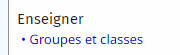 Enseigner
• Groupes et classes